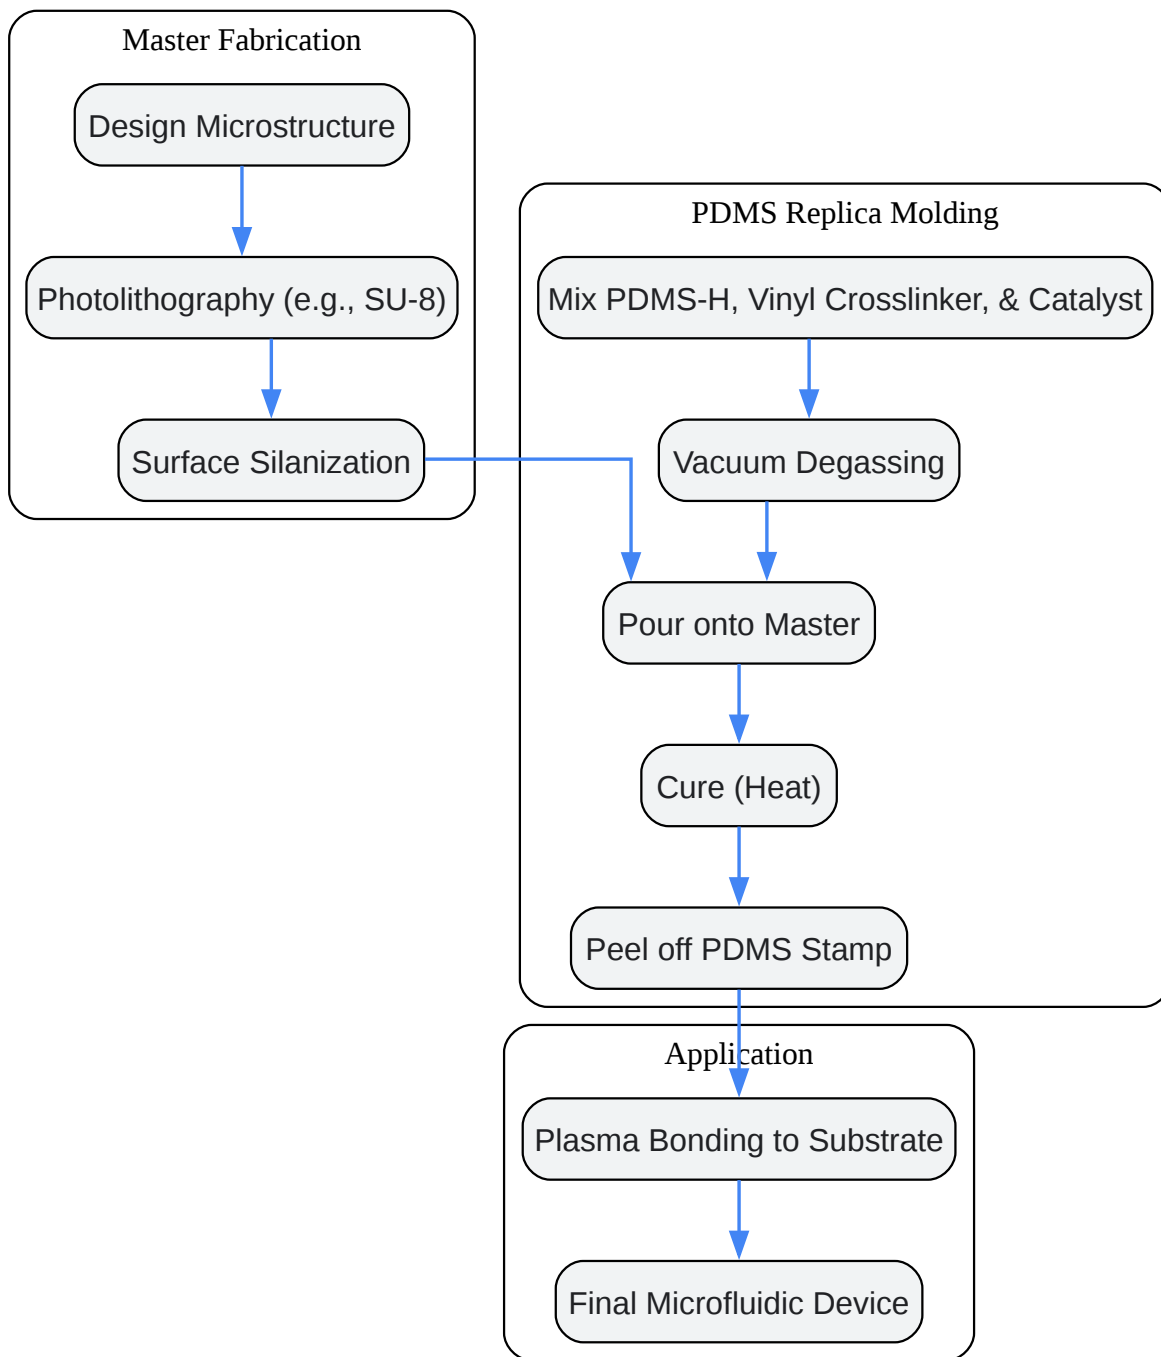 Master Fabrication
Design Microstructure
Photolithography (e.g., SU-8)
Surface Silanization
PDMS Replica Molding
Mix PDMS-H, Vinyl Crosslinker, & Catalyst
Vacuum Degassing
Pour onto Master
Cure (Heat)
Peel off PDMS Stamp
Application
Plasma Bonding to Substrate
Final Microfluidic Device